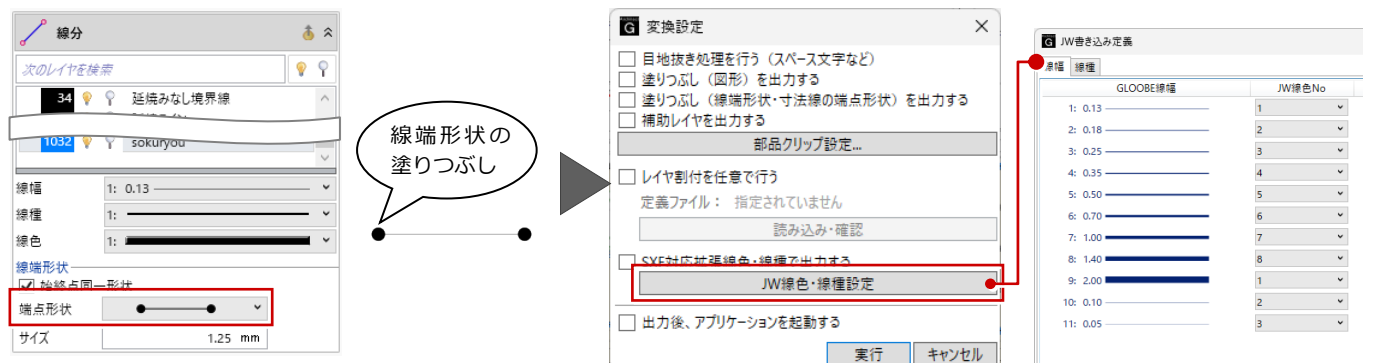 線分
次のレイヤを検索
34 延焼みなし境界線
1032 sokuryou
線幅 1: 0.13
線種 1:
線色 1:
線端形状
始終点同一形状
端点形状
サイズ 1.25 mm
線端形状の
塗りつぶし
G 変換設定
目地抜き処理を行う（スペース文字など）
塗りつぶし（図形）を出力する
塗りつぶし（線端形状・寸法線の端点形状）を出力する
補助レイヤを出力する
部品クリップ設定...
レイヤ割付を任意で行う
定義ファイル： 指定されていません
読み込み・確認
SXF対応拡張線色・線種で出力する
JW線色・線種設定
出力後、アプリケーションを起動する
実行 キャンセル
G JW書き込み定義
線幅 線種
GLOOBE線幅 JW線色No
1: 0.13 1
2: 0.18 2
3: 0.25 3
4: 0.35 4
5: 0.50 5
6: 0.70 6
7: 1.00 7
8: 1.40 8
9: 2.00 1
10: 0.10 2
11: 0.05 3